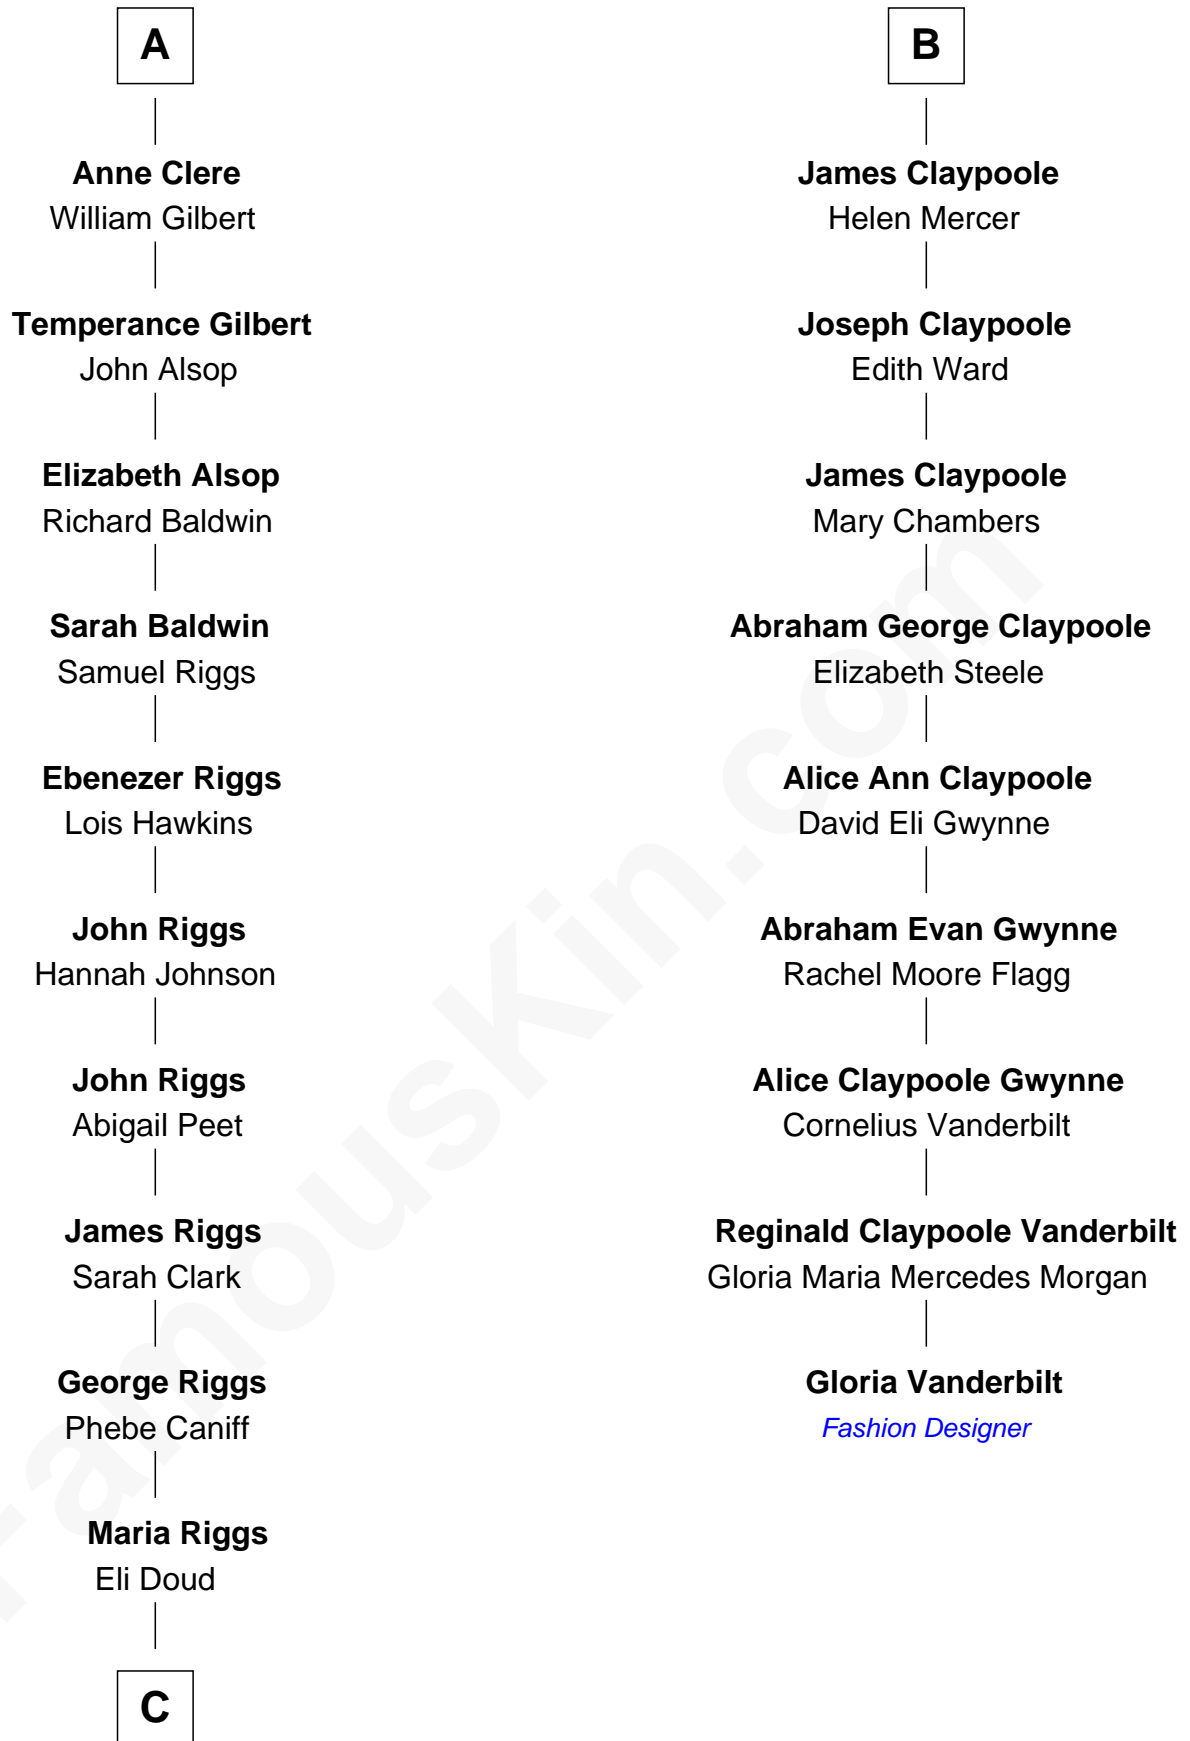 A
Anne Clere
William Gilbert
Temperance Gilbert
John Alsop
Elizabeth Alsop
Richard Baldwin
Sarah Baldwin
Samuel Riggs
Ebenezer Riggs
Lois Hawkins
John Riggs
Hannah Johnson
John Riggs
Abigail Peet
James Riggs
Sarah Clark
George Riggs
Phebe Caniff
Maria Riggs
Eli Doud
C
B
James Claypoole
Helen Mercer
Joseph Claypoole
Edith Ward
James Claypoole
Mary Chambers
Abraham George Claypoole
Elizabeth Steele
Alice Ann Claypoole
David Eli Gwynne
Abraham Evan Gwynne
Rachel Moore Flagg
Alice Claypoole Gwynne
Cornelius Vanderbilt
Reginald Claypoole Vanderbilt
Gloria Maria Mercedes Morgan
Gloria Vanderbilt
Fashion Designer
FamousKin.com